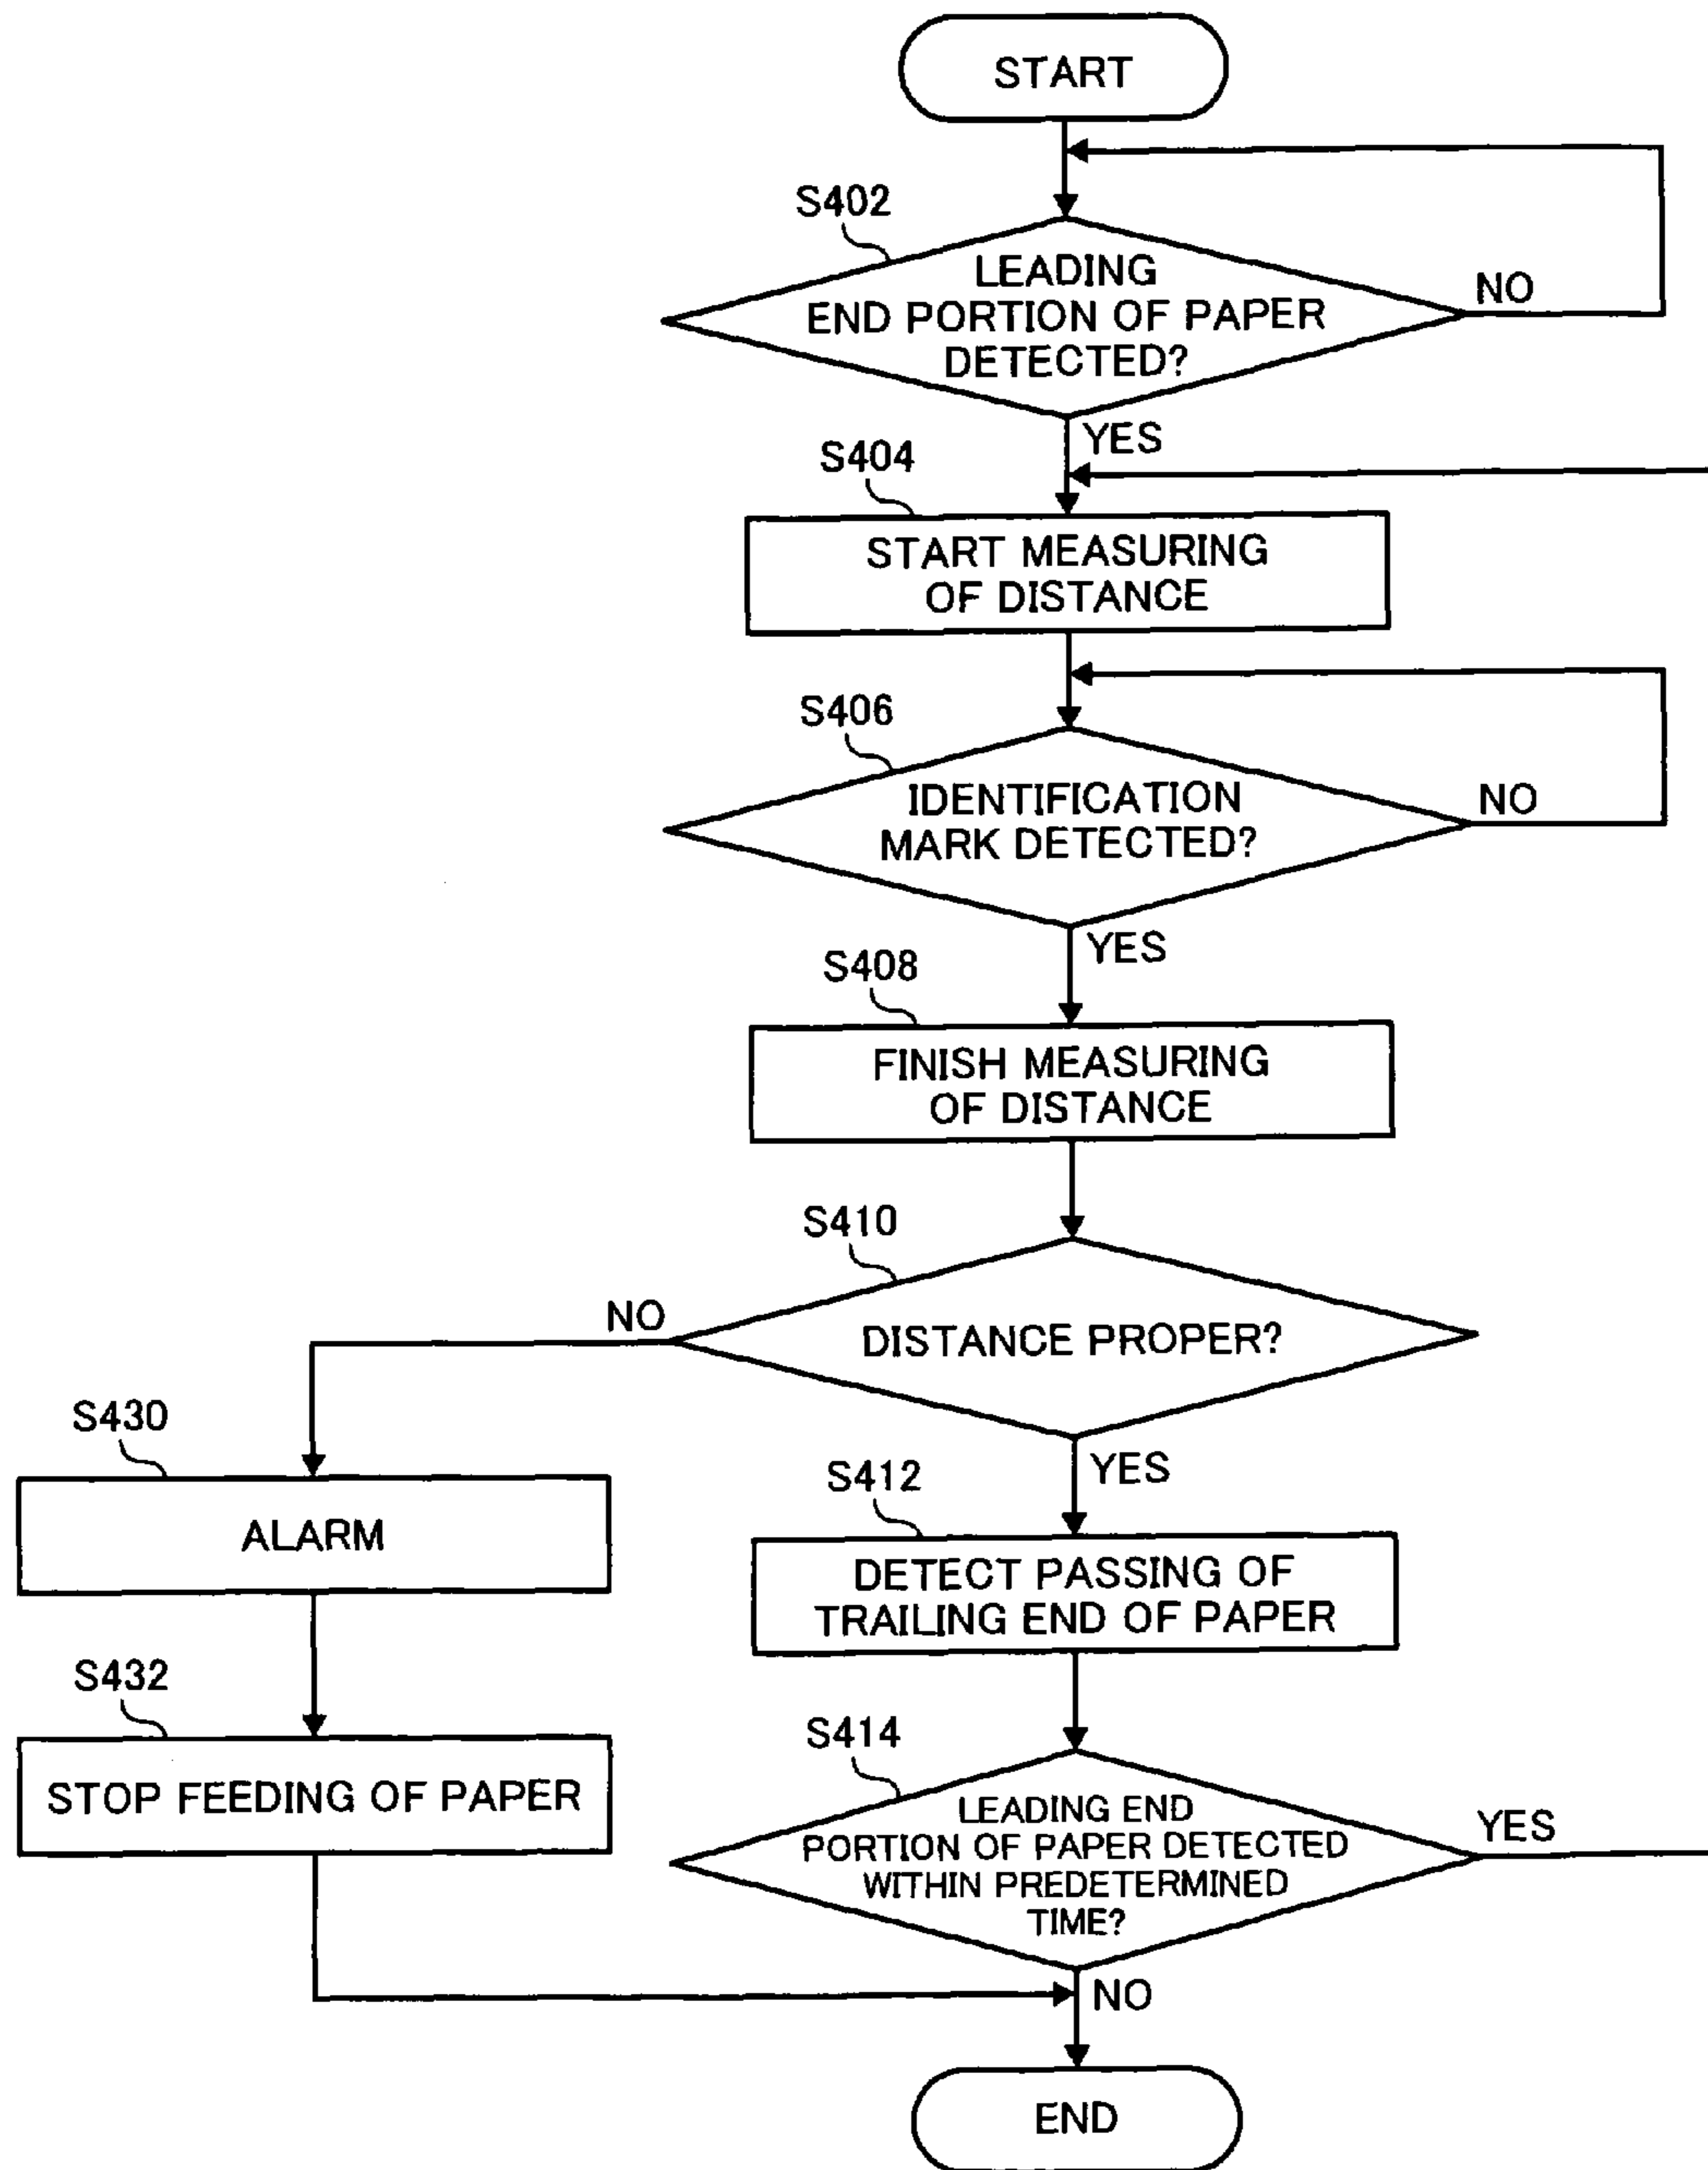 START
S402
LEADING
END PORTION OF PAPER
DETECTED?
NO
YES
S404
START MEASURING
OF DISTANCE
S406
IDENTIFICATION
MARK DETECTED?
NO
YES
S408
FINISH MEASURING
OF DISTANCE
S410
DISTANCE PROPER?
NO
YES
S430
ALARM
S412
DETECT PASSING OF
TRAILING END OF PAPER
S432
STOP FEEDING OF PAPER
S414
LEADING END
PORTION OF PAPER DETECTED
WITHIN PREDETERMINED
TIME?
YES
NO
END